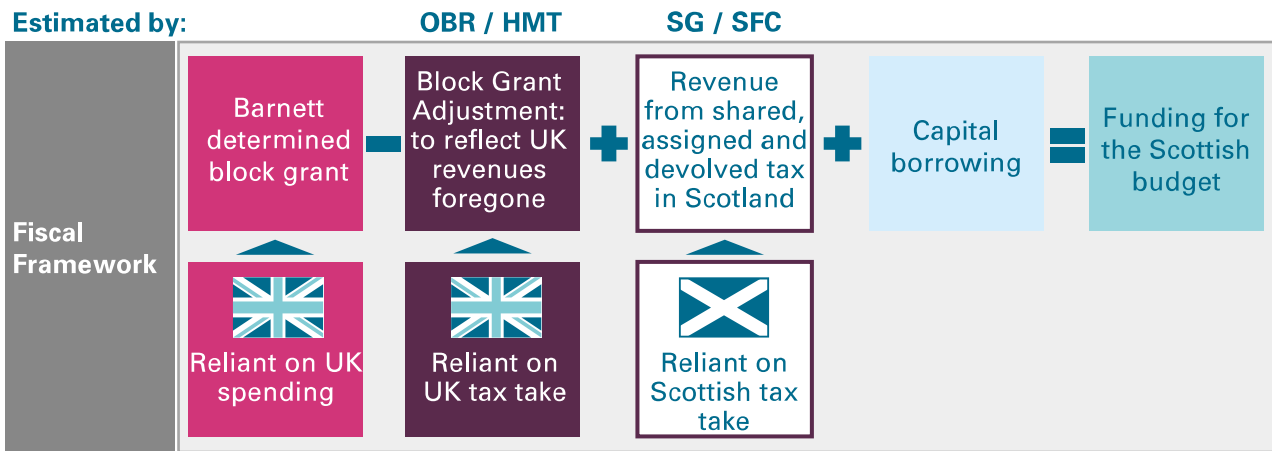 Estimated by:
OBR / HMT
SG / SFC
Fiscal
Framework
Barnett
determined
block grant
Block Grant
Adjustment:
to reflect UK
revenues
foregone
Revenue
from shared,
assigned and
devolved tax
in Scotland
Capital
borrowing
Funding for
the Scottish
budget
Reliant on UK
spending
Reliant on
UK tax take
Reliant on
Scottish tax
take